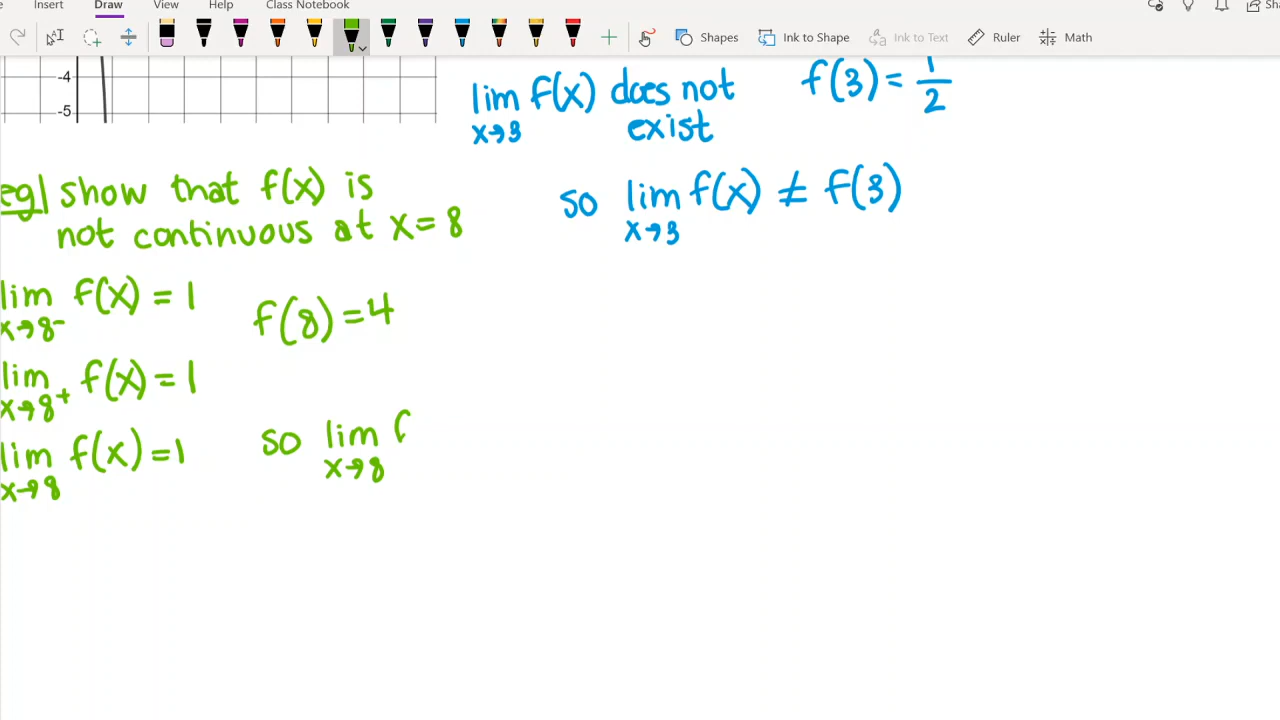 Insert Draw View Help Class Notebook
Shapes Ink to Shape Ink to Text Ruler Math
-4
-5
lim f(x) does not exist
x→3
f(3) = 1/2
so lim f(x) ≠ f(3)
x→3
eg) show that f(x) is
not continuous at x = 8
lim f(x) = 1
x→8-
f(8) = 4
lim f(x) = 1
x→8+
lim f(x) = 1
x→8
so lim f
x→8